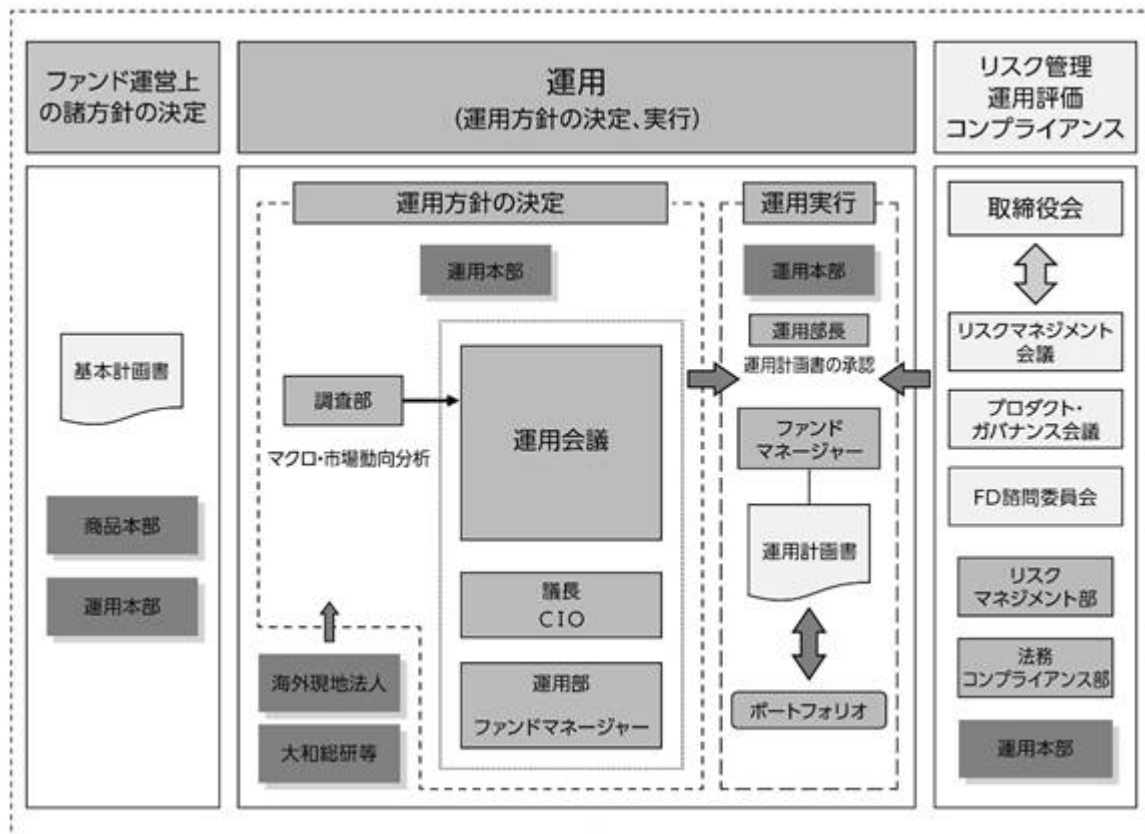 ファンド運営上
の諸方針の決定
運用
(運用方針の決定、実行)
リスク管理
運用評価
コンプライアンス
基本計画書
商品本部
運用本部
運用方針の決定
運用本部
調査部
マクロ・市場動向分析
運用会議
議長
CIO
運用部
ファンドマネージャー
海外現地法人
大和総研等
運用実行
運用本部
運用部長
運用計画書の承認
ファンド
マネージャー
運用計画書
ポートフォリオ
取締役会
リスクマネジメント
会議
プロダクト・
ガバナンス会議
FD諮問委員会
リスク
マネジメント部
法務
コンプライアンス部
運用本部